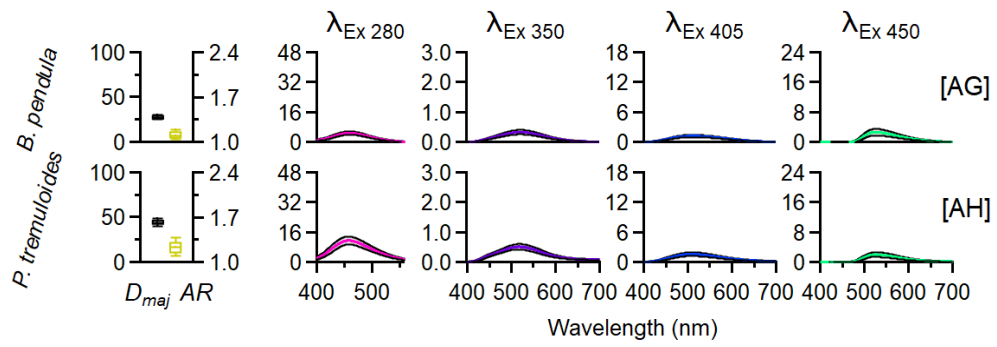 λEx 280 λEx 350 λEx 405 λEx 450
B. pendula
100 2.4 48 3.0 18 24
1.7 32 2.0 12 16
50 16 1.0 6 8
0 1.0 0 0.0 0 0
[AG]
P. tremuloides
100 2.4 48 3.0 18 24
32 2.0 12 16
50 1.7 16 1.0 6 8
0 1.0 0 0.0 0 0
[AH]
400 500 400 500 600 700 400 500 600 700 400 500 600 700
Dmaj AR
Wavelength (nm)